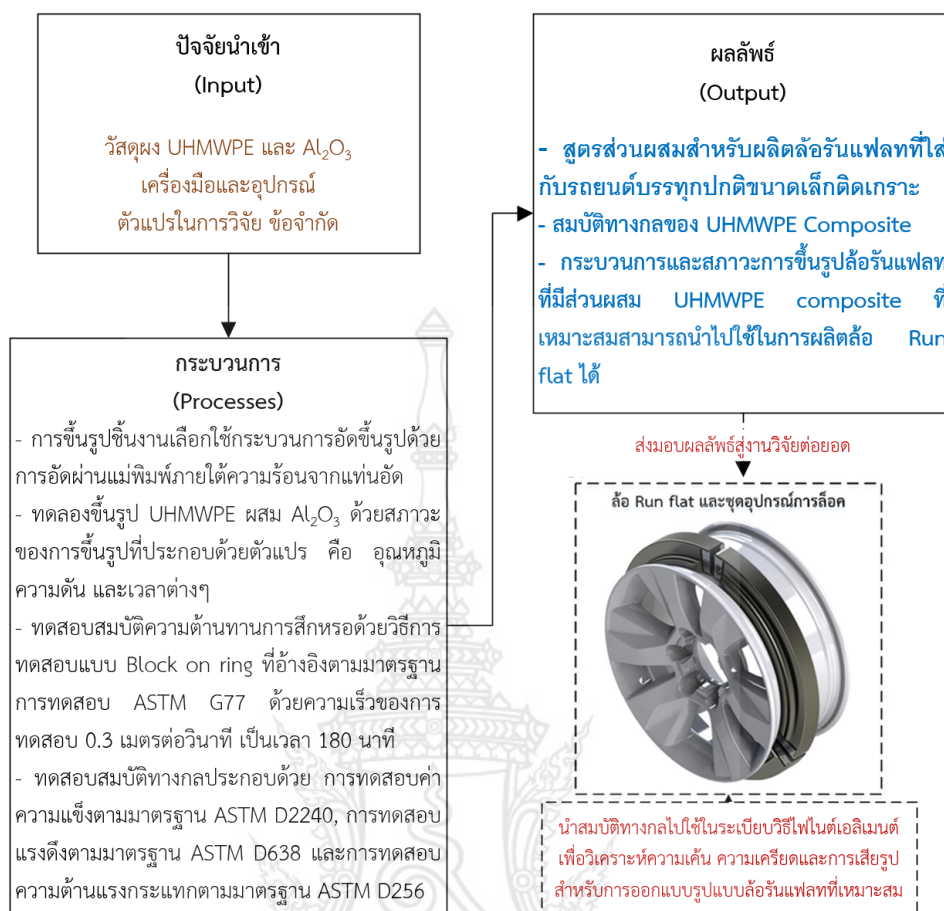 ปัจจัยนำเข้า
(Input)
วัสดุผง UHMWPE และ Al₂O₃
เครื่องมือและอุปกรณ์
ตัวแปรในการวิจัย ข้อจำกัด
กระบวนการ
(Processes)
- การขึ้นรูปชิ้นงานเลือกใช้กระบวนการอัดขึ้นรูปด้วย
การอัดผ่านแม่พิมพ์ภายใต้ความร้อนจากแท่นอัด
- ทดลองขึ้นรูป UHMWPE ผสม Al₂O₃ ด้วยสภาวะ
ของการขึ้นรูปที่ประกอบด้วยตัวแปร คือ อุณหภูมิ
ความดัน และเวลาต่างๆ
- ทดสอบสมบัติความต้านทานการสึกหรอด้วยวิธีการ
ทดสอบแบบ Block on ring ที่อ้างอิงตามมาตรฐาน
การทดสอบ ASTM G77 ด้วยความเร็วของการ
ทดสอบ 0.3 เมตรต่อวินาที เป็นเวลา 180 นาที
- ทดสอบสมบัติทางกลประกอบด้วย การทดสอบค่า
ความแข็งตามมาตรฐาน ASTM D2240, การทดสอบ
แรงดึงตามมาตรฐาน ASTM D638 และการทดสอบ
ความต้านแรงกระแทกตามมาตรฐาน ASTM D256
ผลลัพธ์
(Output)
- สูตรส่วนผสมสำหรับผลิตล้อรันแฟลทที่ใส่
กับรถยนต์บรรทุกปกติขนาดเล็กติดเกราะ
- สมบัติทางกลของ UHMWPE Composite
- กระบวนการและสภาวะการขึ้นรูปล้อรันแฟลท
ที่มีส่วนผสม UHMWPE composite ที่
เหมาะสมสามารถนำไปใช้ในการผลิตล้อ Run
flat ได้
ส่งมอบผลลัพธ์สู่งานวิจัยต่อยอด
ล้อ Run flat และชุดอุปกรณ์การล็อค
นำสมบัติทางกลไปใช้ในระเบียบวิธีไฟไนต์เอลิเมนต์
เพื่อวิเคราะห์ความเค้น ความเครียดและการเสียรูป
สำหรับการออกแบบรูปแบบล้อรันแฟลทที่เหมาะสม